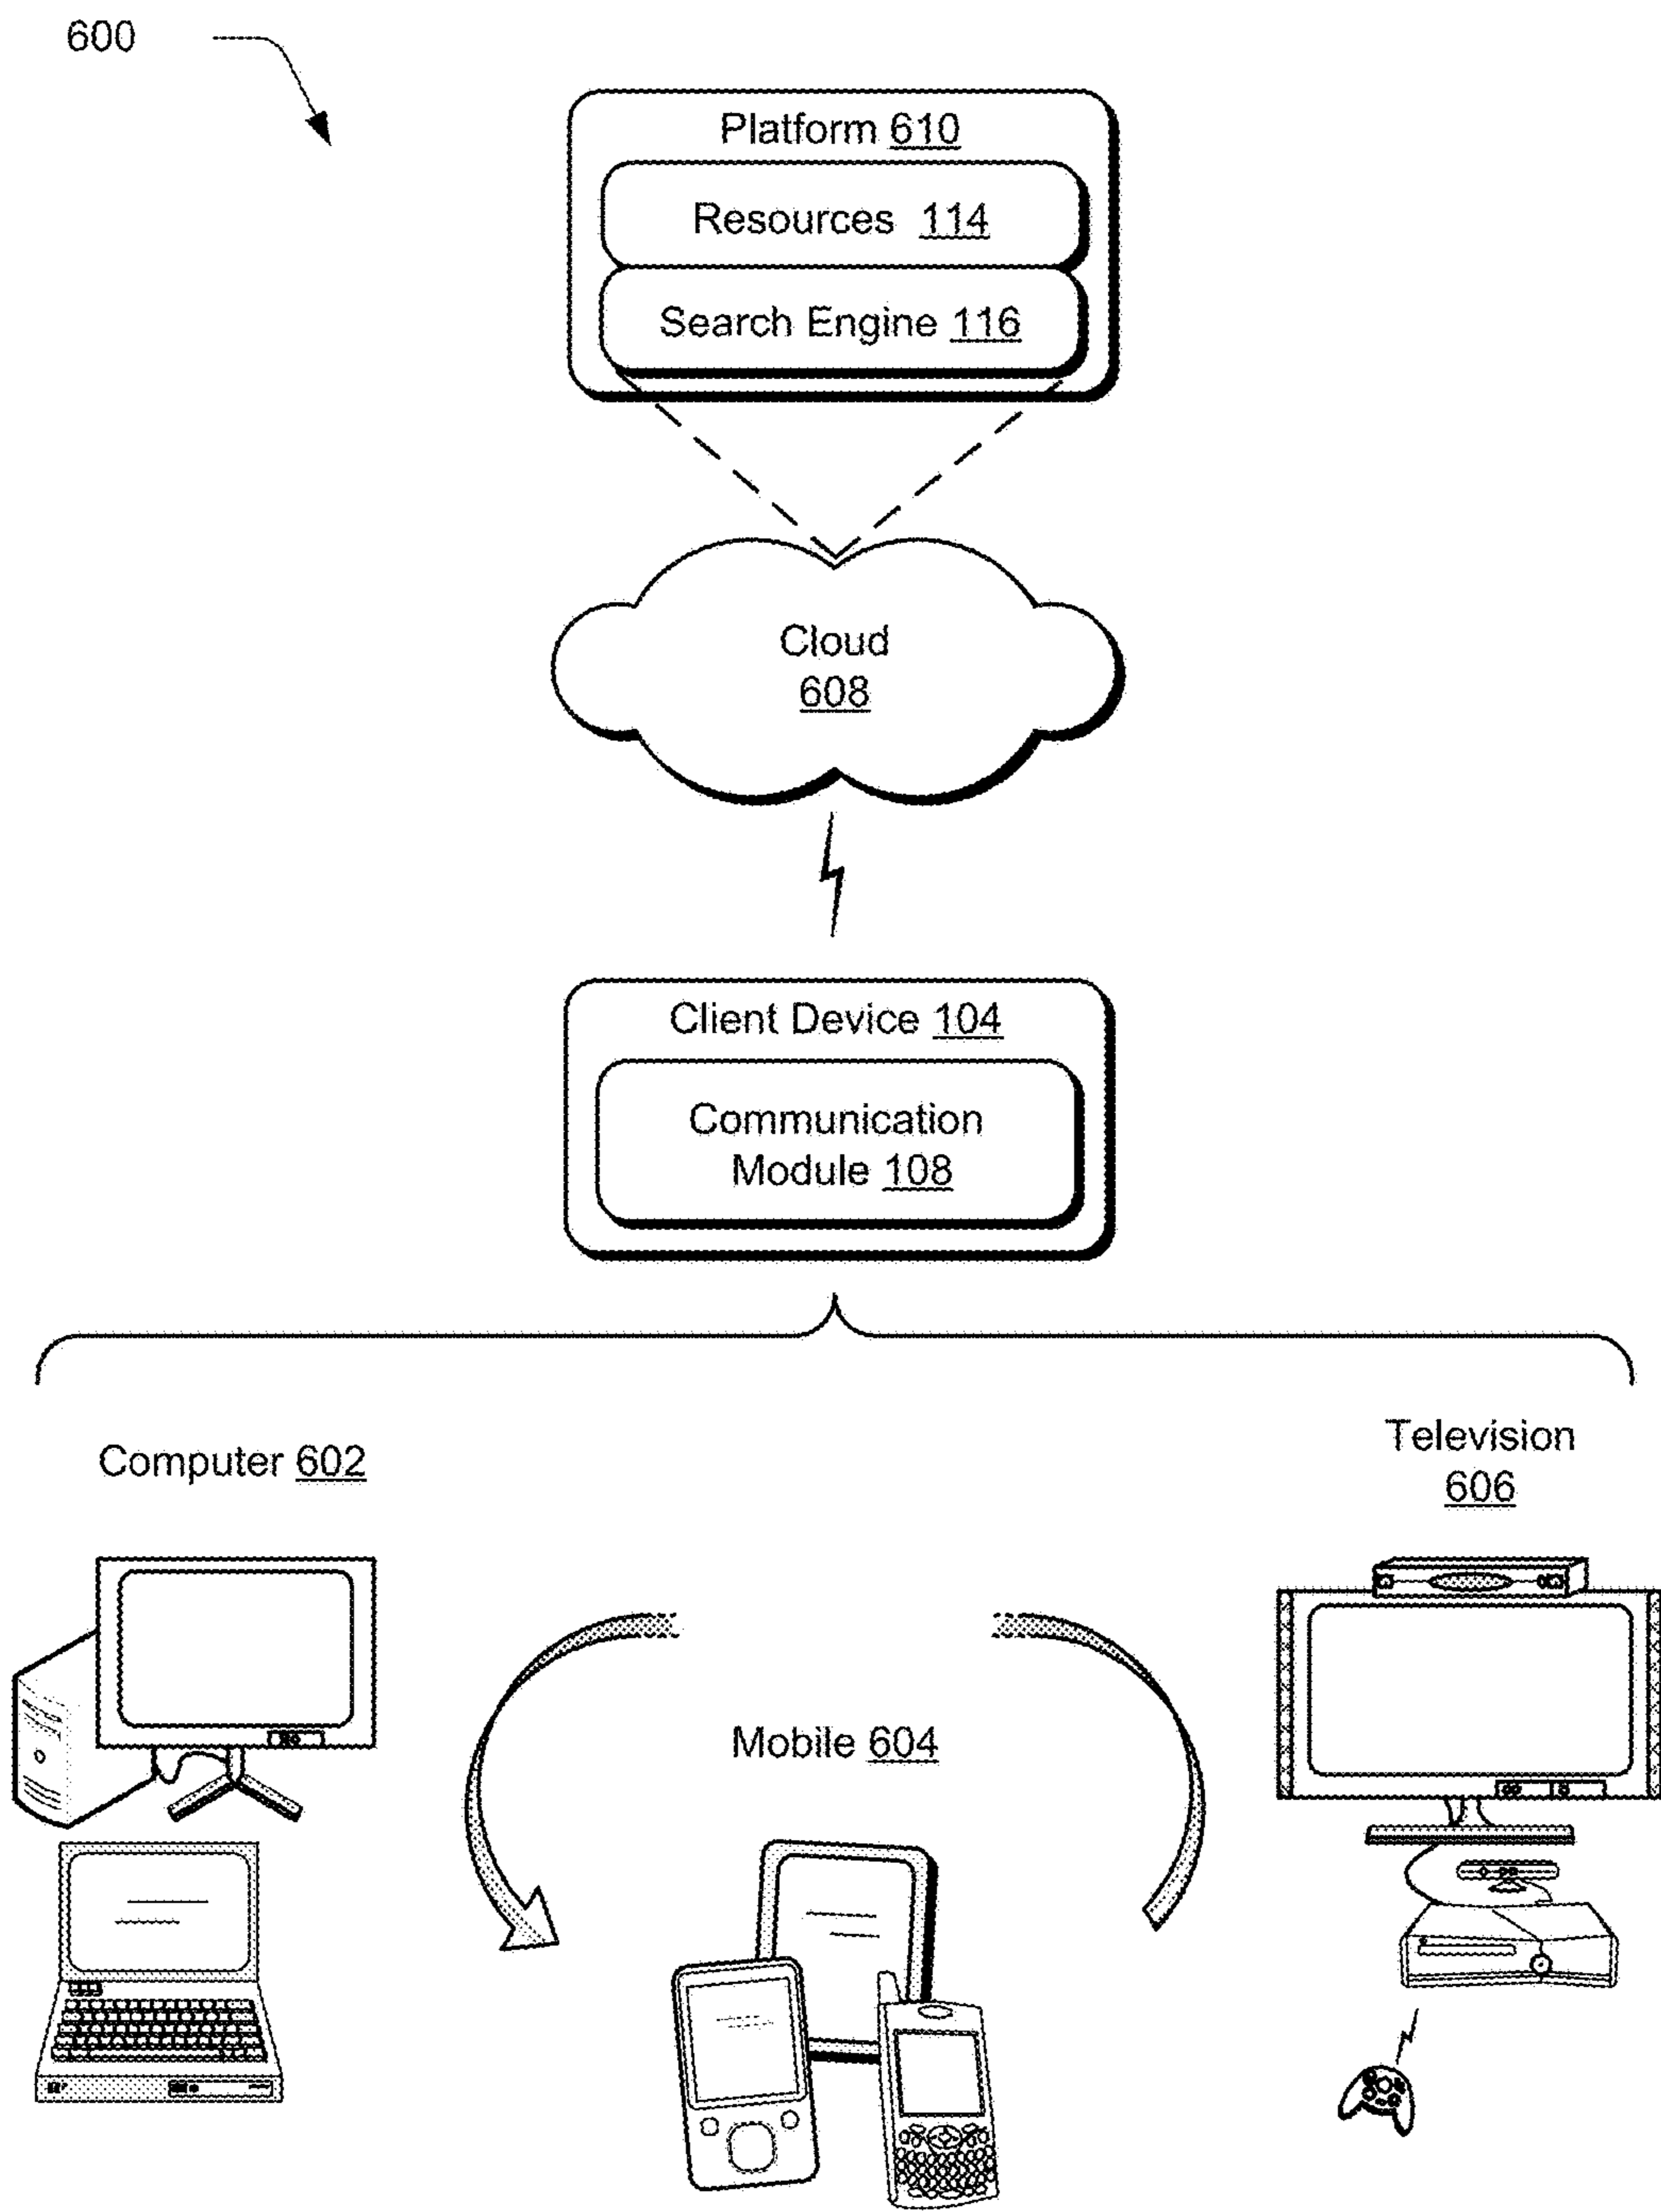 600
Platform 610
Resources 114
Search Engine 116
Cloud
608
Client Device 104
Communication
Module 108
Computer 602
Television
606
Mobile 604